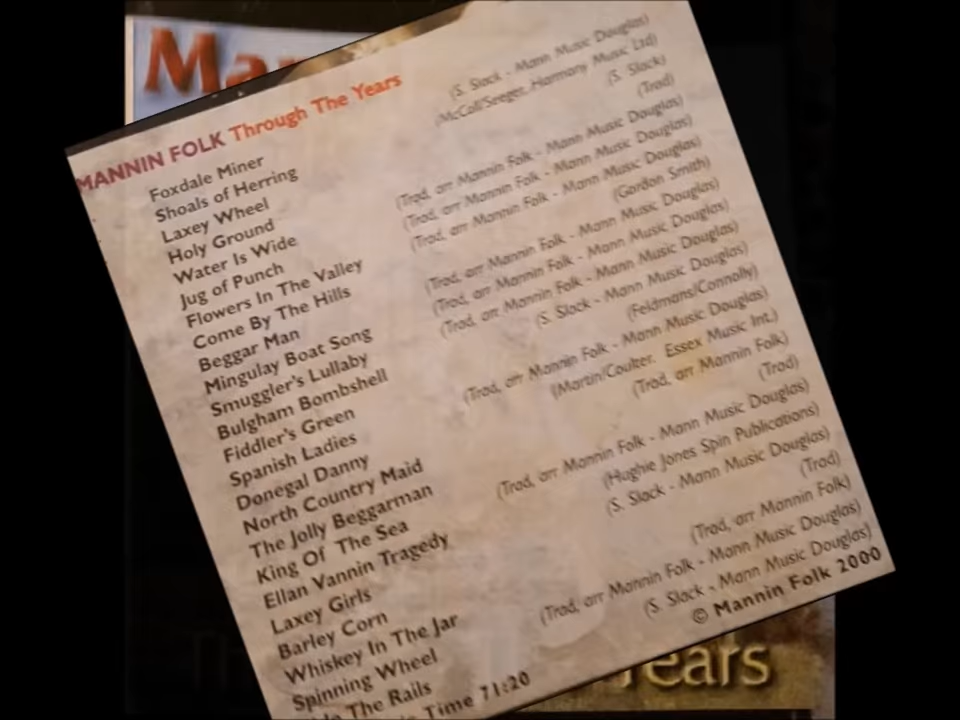 Man
MANNIN FOLK Through The Years
Foxdale Miner (S. Slack - Mann Music Douglas)
Shoals of Herring (McColl/Seeger. Harmony Music Ltd)
Laxey Wheel (S. Slack)
Holy Ground (Trad)
Water Is Wide (Trad, arr Mannin Folk - Mann Music Douglas)
Jug of Punch (Trad, arr Mannin Folk - Mann Music Douglas)
Flowers In The Valley (Trad, arr Mannin Folk - Mann Music Douglas)
Come By The Hills (Gordon Smith)
Beggar Man (Trad, arr Mannin Folk - Mann Music Douglas)
Mingulay Boat Song (Trad, arr Mannin Folk - Mann Music Douglas)
Smuggler's Lullaby (Trad, arr Mannin Folk - Mann Music Douglas)
Bulgham Bombshell (S. Slack - Mann Music Douglas)
Fiddler's Green (Feldmans/Connolly)
Spanish Ladies (Trad, arr Mannin Folk - Mann Music Douglas)
Donegal Danny (Martin/Coulter. Essex Music Int.)
North Country Maid (Trad, arr Mannin Folk)
The Jolly Beggarman (Trad)
King Of The Sea (Trad, arr Mannin Folk - Mann Music Douglas)
Ellan Vannin Tragedy (Hughie Jones Spin Publications)
Laxey Girls (S. Slack - Mann Music Douglas)
Barley Corn (Trad)
Whiskey In The Jar (Trad, arr Mannin Folk)
Spinning Wheel (Trad, arr Mannin Folk - Mann Music Douglas)
The Rails (S. Slack - Mann Music Douglas)
Time 71:20 © Mannin Folk 2000
Years